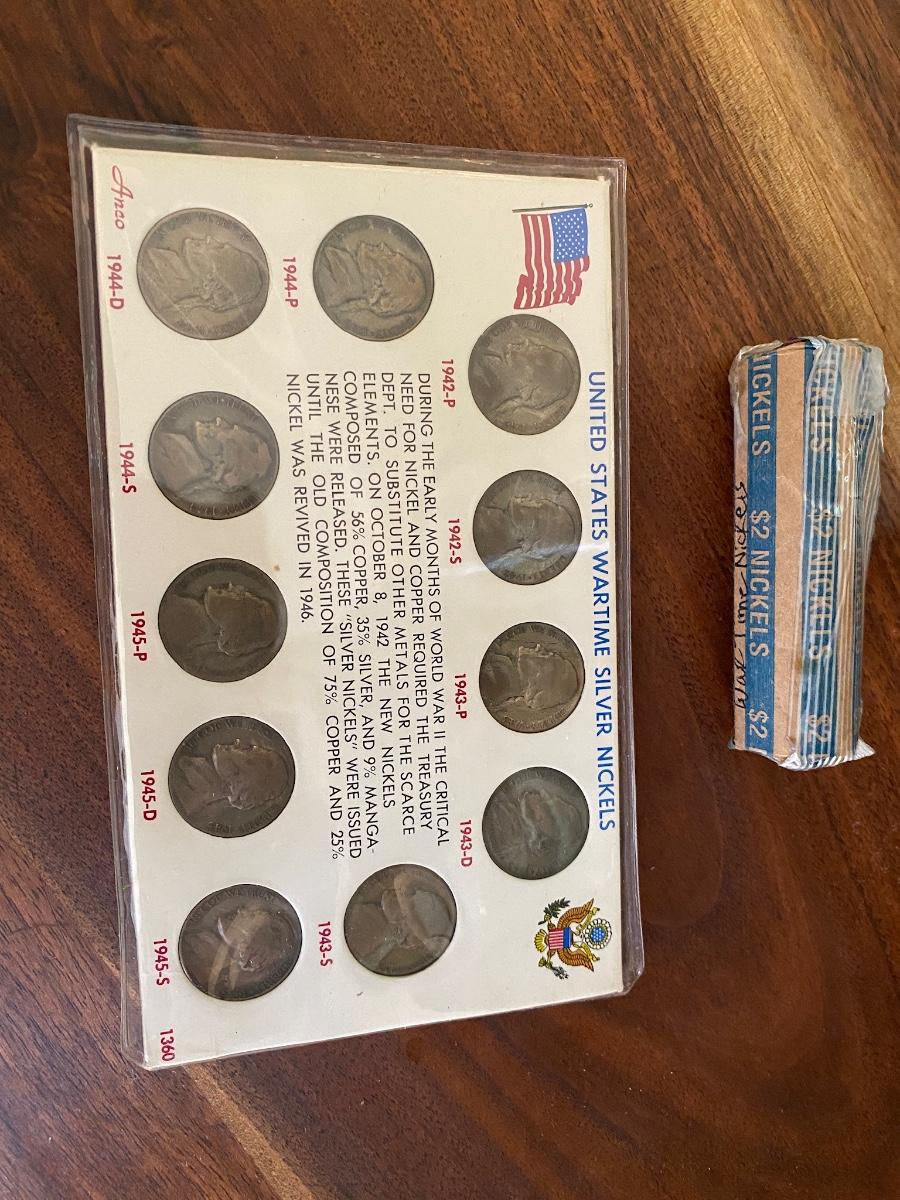 UNITED STATES WARTIME SILVER NICKELS
1942-P
1942-S
1943-P
1943-D
DURING THE EARLY MONTHS OF WORLD WAR II THE CRITICAL
NEED FOR NICKEL AND COPPER REQUIRED THE TREASURY
DEPT. TO SUBSTITUTE OTHER METALS FOR THE SCARCE
ELEMENTS. ON OCTOBER 8, 1942 THE NEW NICKELS
COMPOSED OF 56% COPPER, 35% SILVER, AND 9% MANGA-
NESE WERE RELEASED. THESE "SILVER NICKELS" WERE ISSUED
UNTIL THE OLD COMPOSITION OF 75% COPPER AND 25%
NICKEL WAS REVIVED IN 1946.
1944-P
1943-S
1944-D
1944-S
1945-P
1945-D
1945-S
Anco
1360
NICKELS $2 NICKELS $2
NICKELS $2 NICKELS $2
War-Time Nickels